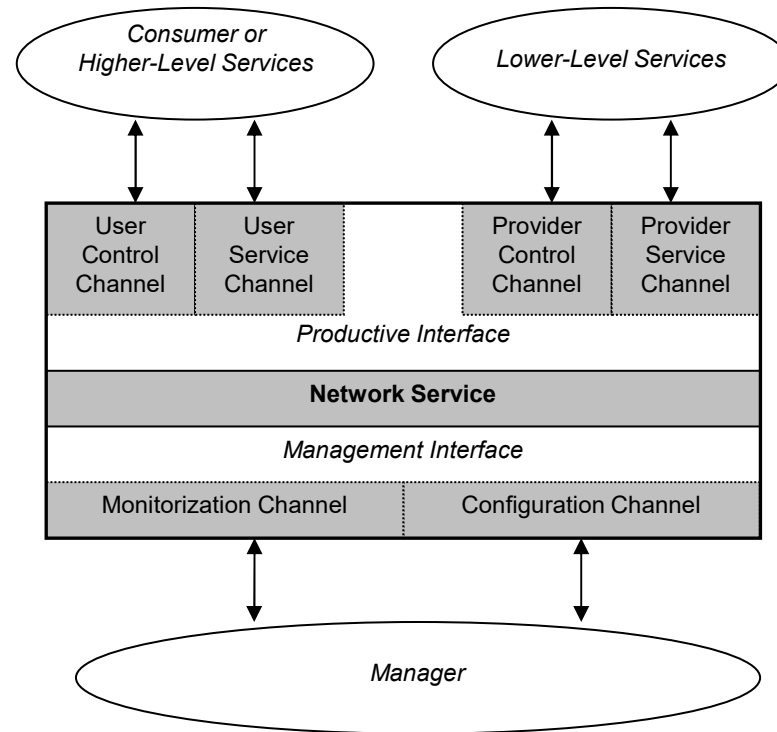 Consumer or
Higher-Level Services
Lower-Level Services
User
Control
Channel
User
Service
Channel
Provider
Control
Channel
Provider
Service
Channel
Productive Interface
Network Service
Management Interface
Monitorization Channel
Configuration Channel
Manager